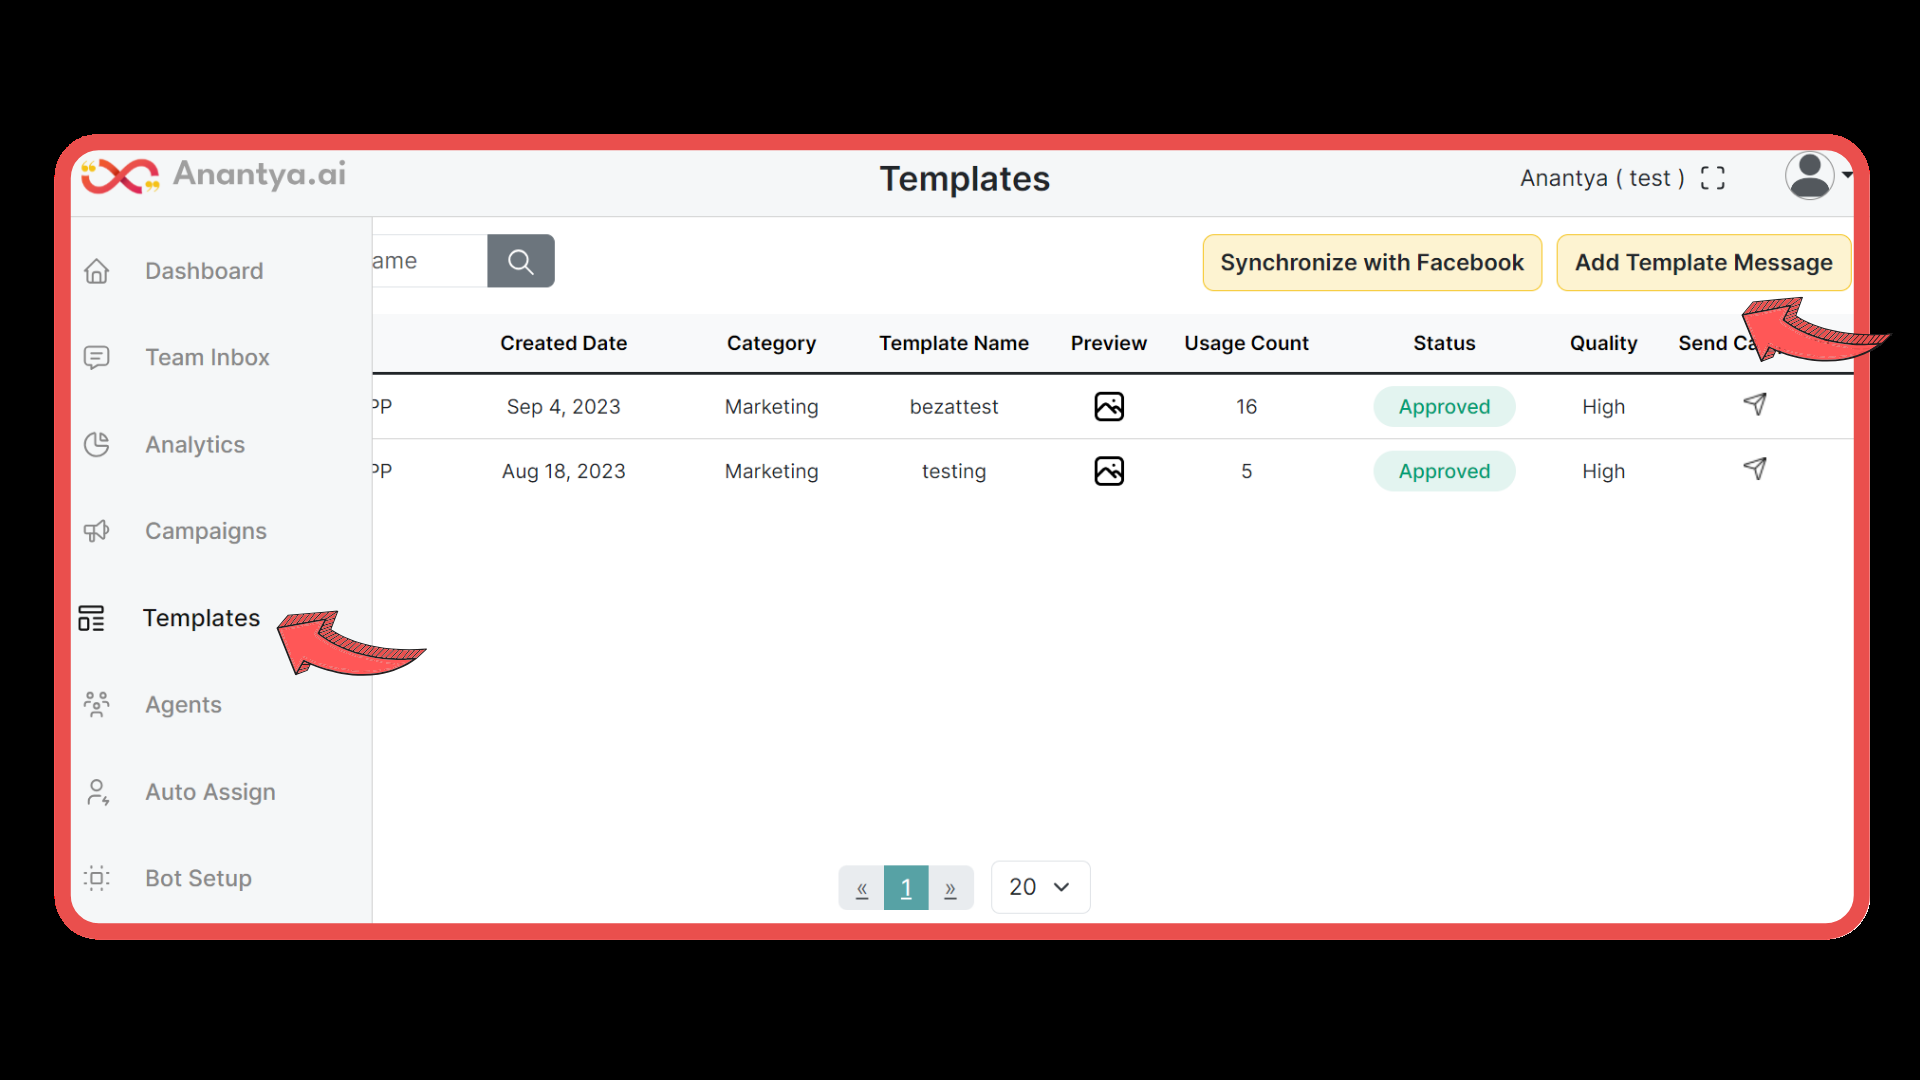 Anantya.ai
Templates
Anantya ( test )
Dashboard
Team Inbox
Analytics
Campaigns
Templates
Agents
Auto Assign
Bot Setup
Synchronize with Facebook
Add Template Message
Created Date Category Template Name Preview Usage Count Status Quality Send
PP Sep 4, 2023 Marketing bezattest 16 Approved High
PP Aug 18, 2023 Marketing testing 5 Approved High
« 1 » 20